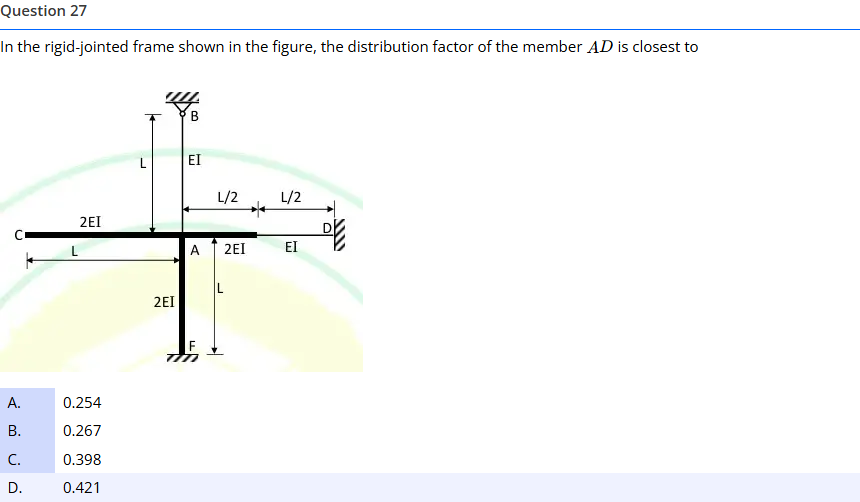 Question 27
In the rigid-jointed frame shown in the figure, the distribution factor of the member AD is closest to
B
L
EI
L/2
L/2
2EI
C
D
L
A
2EI
EI
L
2EI
F
A. 0.254
B. 0.267
C. 0.398
D. 0.421